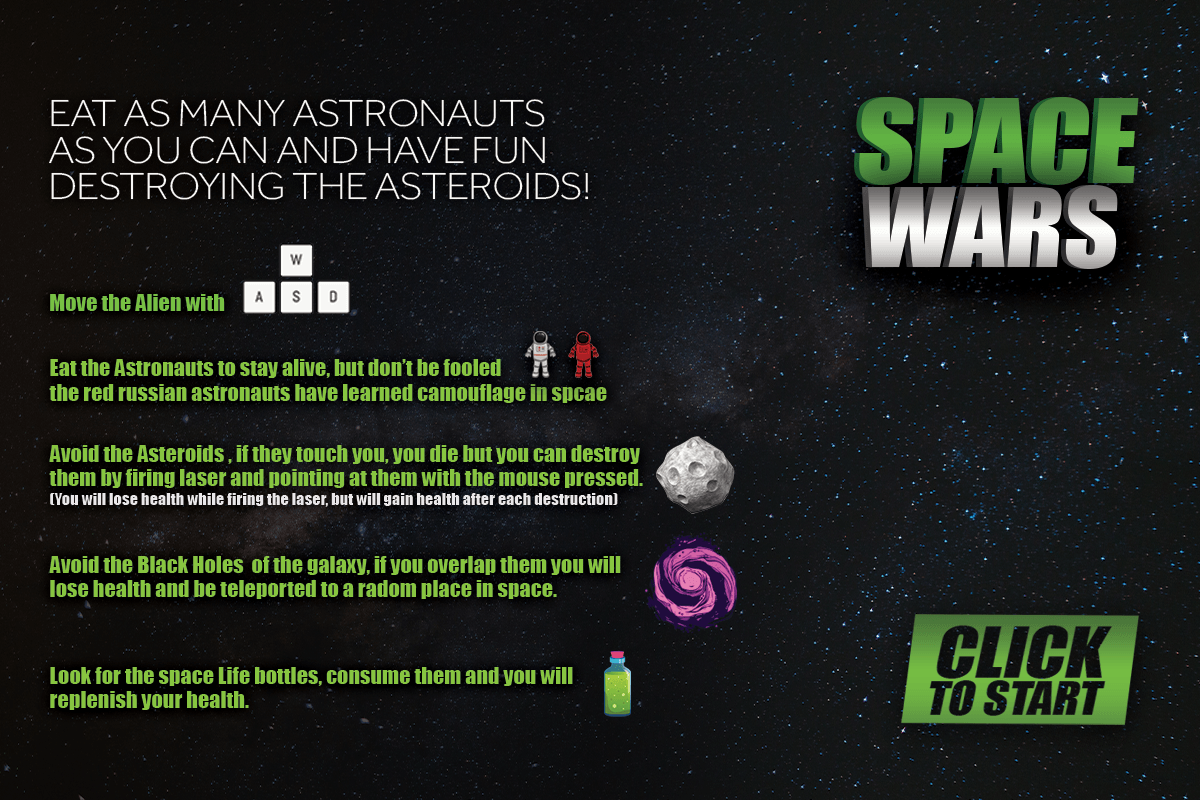 EAT AS MANY ASTRONAUTS
AS YOU CAN AND HAVE FUN
DESTROYING THE ASTEROIDS!
SPACE
WARS
W
A S D
Move the Alien with
Eat the Astronauts to stay alive, but don't be fooled
the red russian astronauts have learned camouflage in spcae
Avoid the Asteroids , if they touch you, you die but you can destroy
them by firing laser and pointing at them with the mouse pressed.
(You will lose health while firing the laser, but will gain health after each destruction)
Avoid the Black Holes  of the galaxy, if you overlap them you will
lose health and be teleported to a radom place in space.
Look for the space Life bottles, consume them and you will
replenish your health.
CLICK
TO START